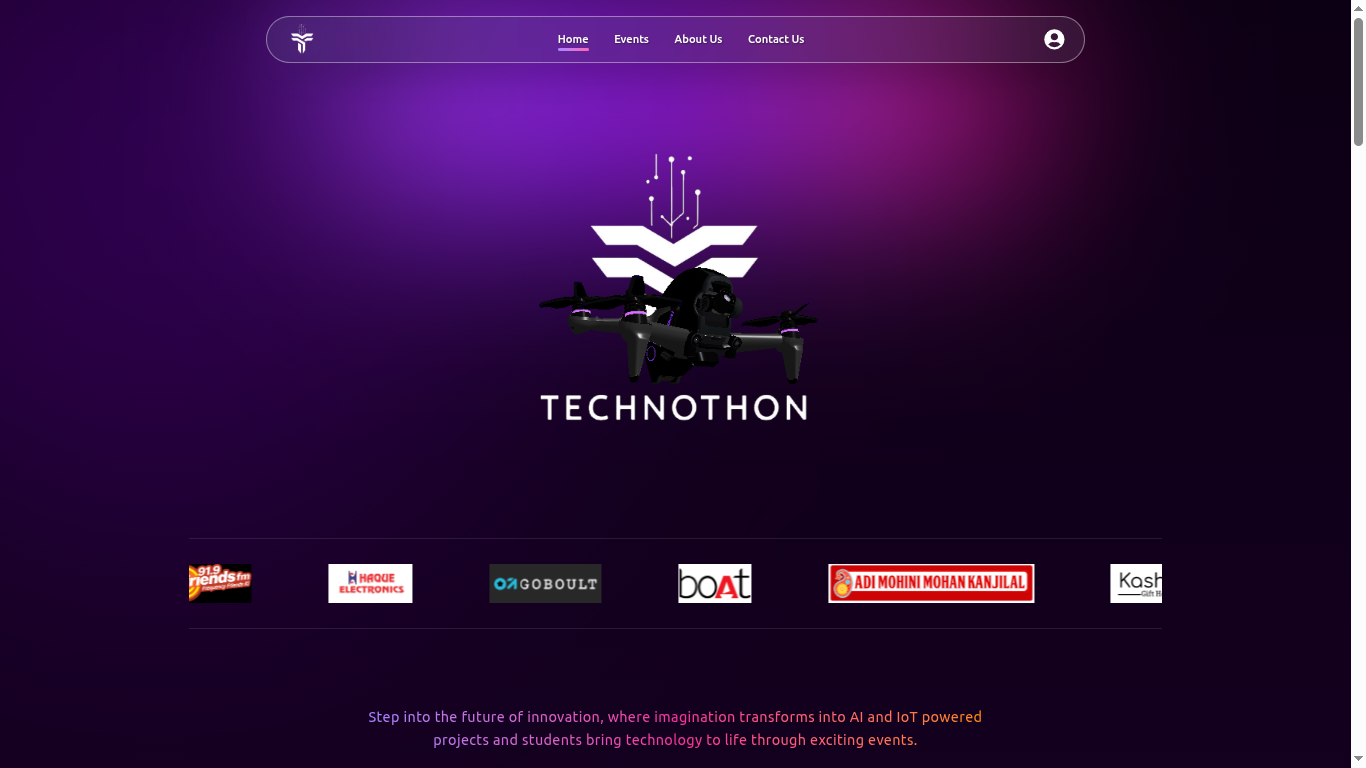 Home
Events
About Us
Contact Us
TECHNOTHON
91.9
riends fm
HAQUE
ELECTRONICS
GOBOULT
boAt
ADI MOHINI MOHAN KANJILAL
Kash
Gift H
Step into the future of innovation, where imagination transforms into AI and IoT powered
projects and students bring technology to life through exciting events.